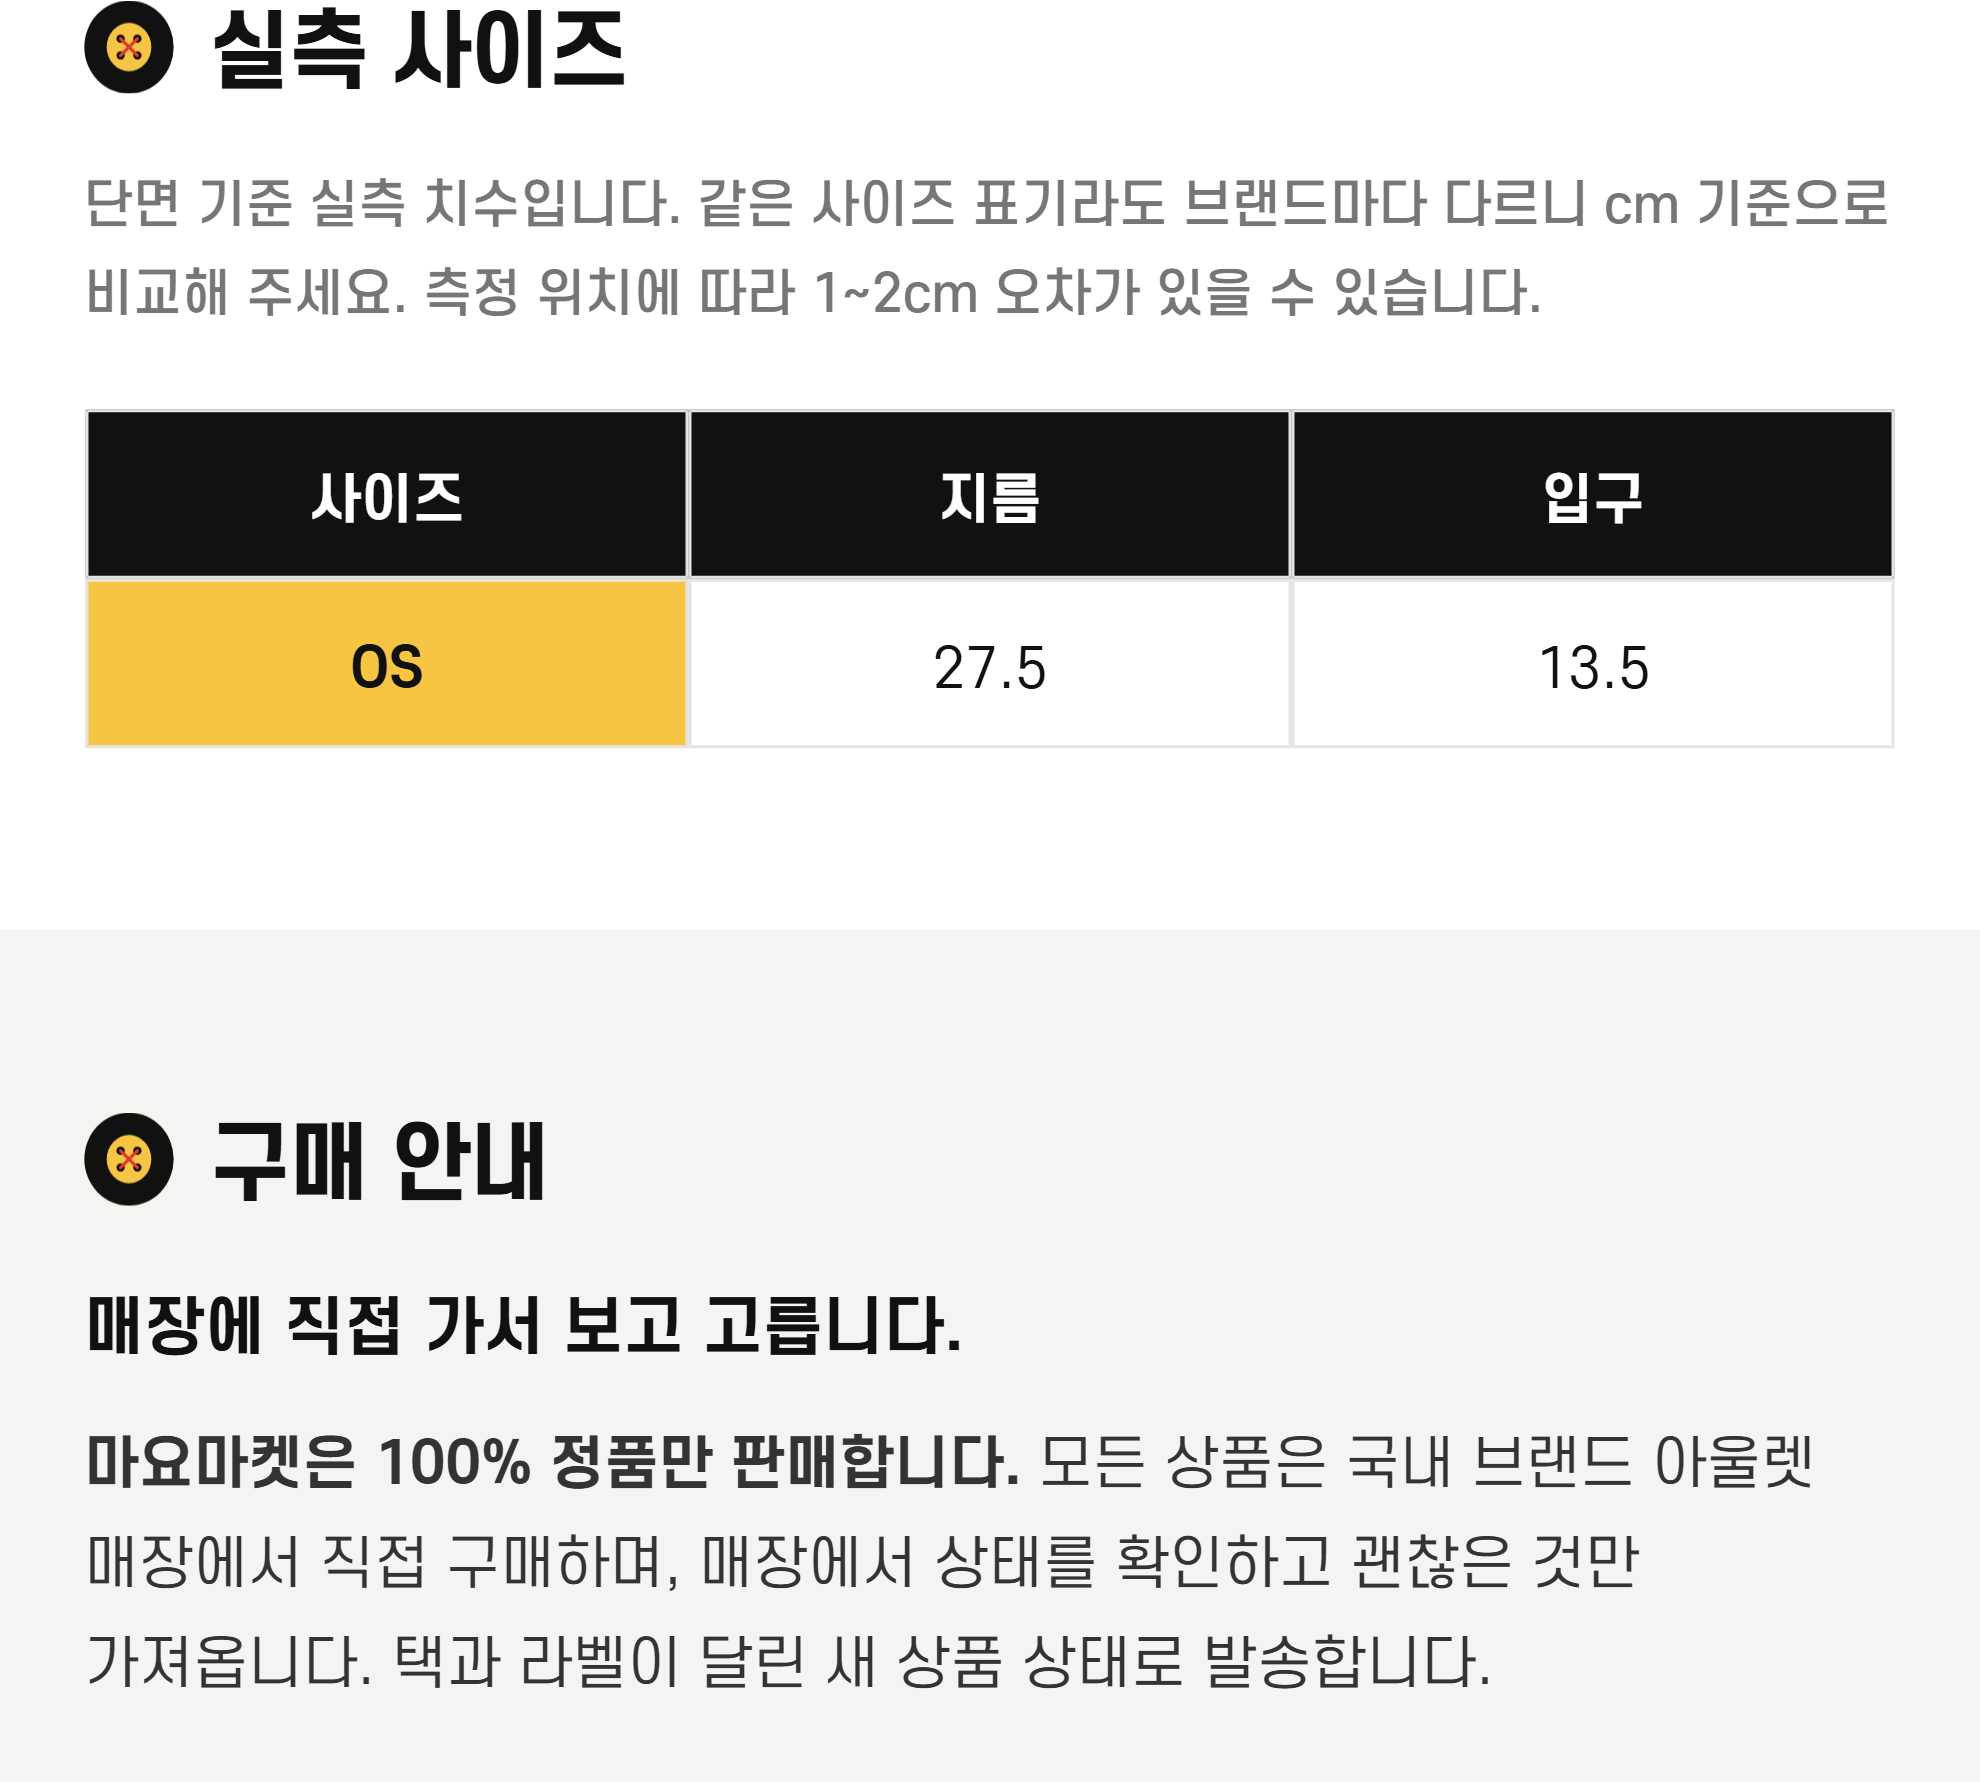 실측 사이즈
단면 기준 실측 치수입니다. 같은 사이즈 표기라도 브랜드마다 다르니 cm 기준으로
비교해 주세요. 측정 위치에 따라 1~2cm 오차가 있을 수 있습니다.
사이즈 지름 입구
OS 27.5 13.5
구매 안내
매장에 직접 가서 보고 고릅니다.
마요마켓은 100% 정품만 판매합니다. 모든 상품은 국내 브랜드 아울렛
매장에서 직접 구매하며, 매장에서 상태를 확인하고 괜찮은 것만
가져옵니다. 택과 라벨이 달린 새 상품 상태로 발송합니다.